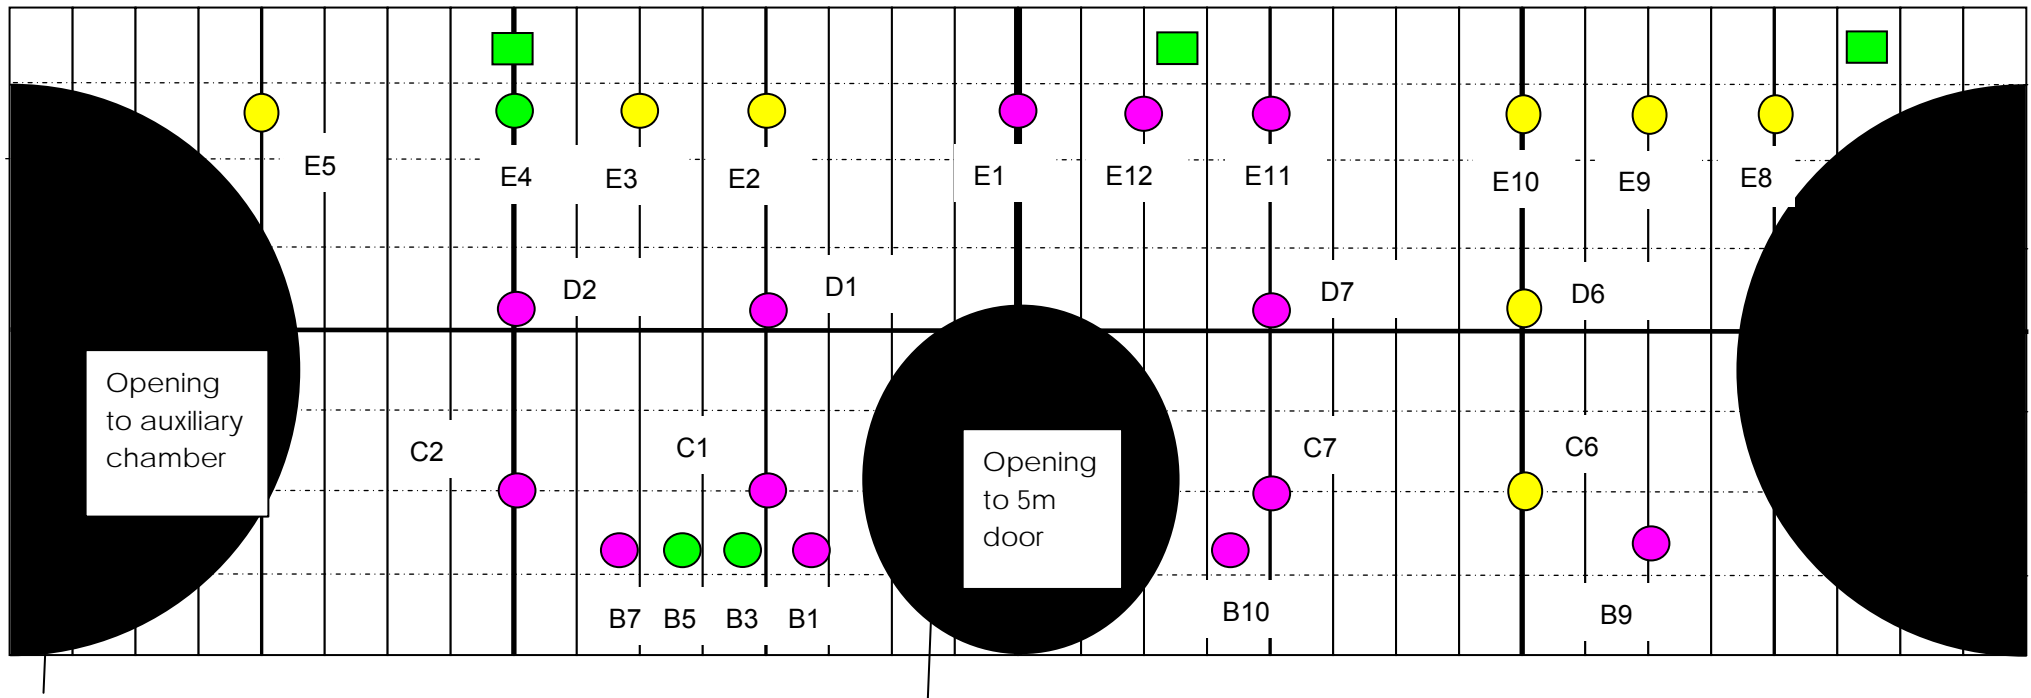 E5
E4
E3
E2
E1
E12
E11
E10
E9
E8
D2
D1
D7
D6
Opening
to auxiliary
chamber
C2
C1
C7
C6
Opening
to 5m
door
B7
B5
B3
B1
B10
B9